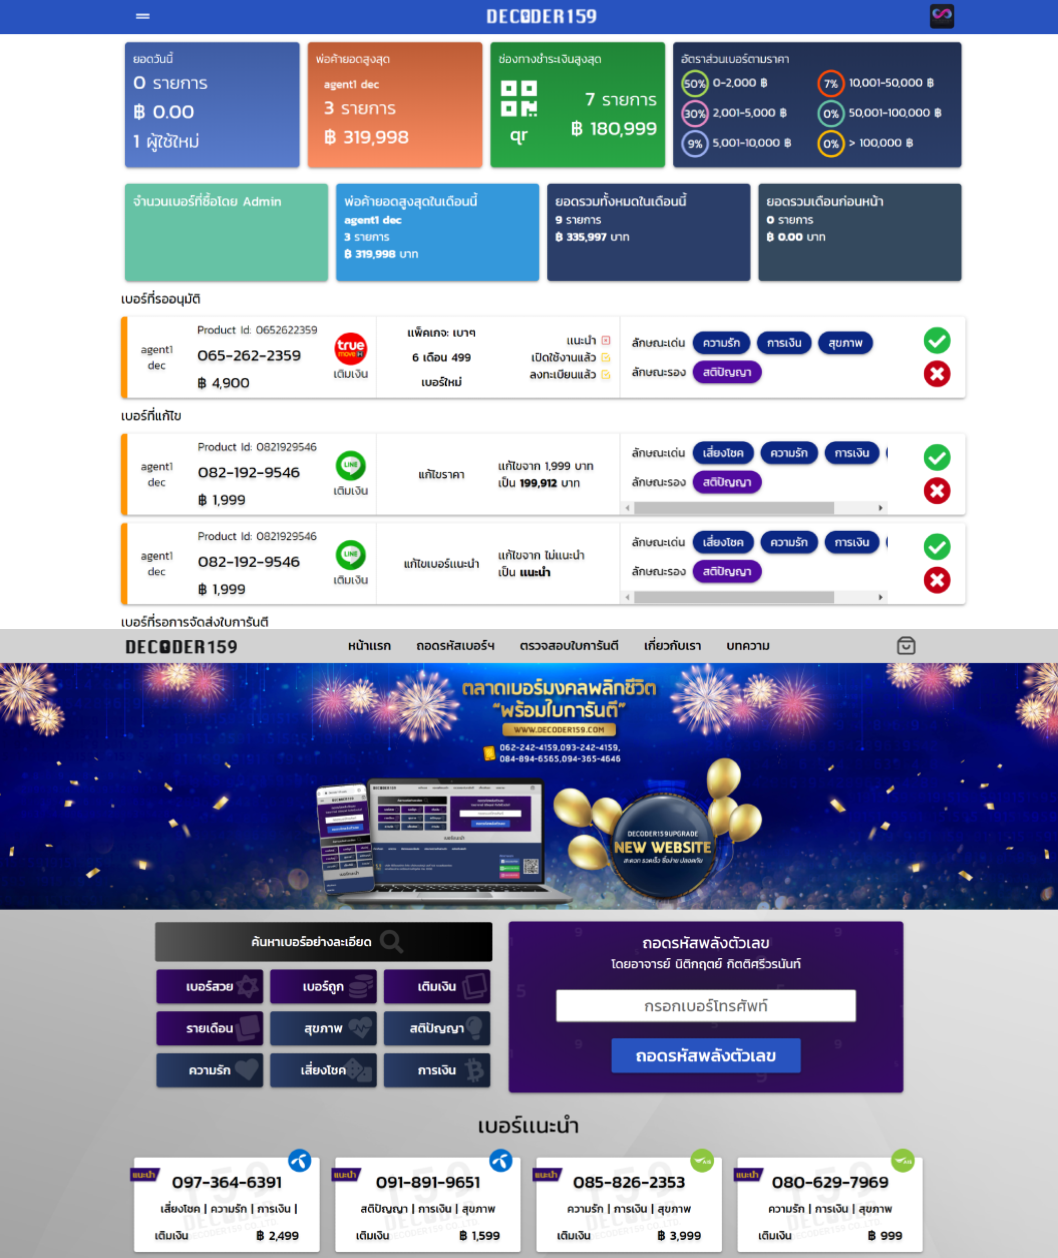 DECODER159
ยอดวันนี้
0 รายการ
฿ 0.00
1 ผู้ใช้ใหม่
พ่อค้ายอดสูงสุด
agent1 dec
3 รายการ
฿ 319,998
ช่องทางชำระเงินสูงสุด
7 รายการ
qr ฿ 180,999
อัตราส่วนเบอร์ตามราคา
50% 0-2,000 ฿
30% 2,001-5,000 ฿
9% 5,001-10,000 ฿
7% 10,001-50,000 ฿
0% 50,001-100,000 ฿
0% > 100,000 ฿
จำนวนเบอร์ที่ซื้อโดย Admin
พ่อค้ายอดสูงสุดในเดือนนี้
agent1 dec
3 รายการ
฿ 319,998 บาท
ยอดรวมทั้งหมดในเดือนนี้
9 รายการ
฿ 335,997 บาท
ยอดรวมเดือนก่อนหน้า
0 รายการ
฿ 0.00 บาท
เบอร์ที่รออนุมัติ
agent1
dec
Product Id: 0652622359
065-262-2359
฿ 4,900
true
move H
เติมเงิน
แพ็คเกจ: เบาๆ
6 เดือน 499
เบอร์ใหม่
แนะนำ
เปิดใช้งานแล้ว
ลงทะเบียนแล้ว
ลักษณะเด่น ความรัก การเงิน สุขภาพ
ลักษณะรอง สติปัญญา
เบอร์ที่แก้ไข
agent1
dec
Product Id: 0821929546
082-192-9546
฿ 1,999
LINE
เติมเงิน
แก้ไขราคา
แก้ไขจาก 1,999 บาท
เป็น 199,912 บาท
ลักษณะเด่น เสี่ยงโชค ความรัก การเงิน
ลักษณะรอง สติปัญญา
agent1
dec
Product Id: 0821929546
082-192-9546
฿ 1,999
LINE
เติมเงิน
แก้ไขเบอร์แนะนำ
แก้ไขจาก ไม่แนะนำ
เป็น แนะนำ
ลักษณะเด่น เสี่ยงโชค ความรัก การเงิน
ลักษณะรอง สติปัญญา
เบอร์ที่รอการจัดส่งใบการันตี
DECODER159 หน้าแรก ถอดรหัสเบอร์ฯ ตรวจสอบใบการันตี เกี่ยวกับเรา บทความ
ตลาดเบอร์มงคลพลิกชีวิต
"พร้อมใบการันตี"
WWW.DECODER159.COM
062-242-4159,093-242-4159,
084-894-6565,094-365-4646
DECODER159UPGRADE
NEW WEBSITE
สะดวก รวดเร็ว ซื้อง่าย ปลอดภัย
ค้นหาเบอร์อย่างละเอียด
เบอร์สวย เบอร์ถูก เติมเงิน
รายเดือน สุขภาพ สติปัญญา
ความรัก เสี่ยงโชค การเงิน
ถอดรหัสพลังตัวเลข
โดยอาจารย์ นิติกฤตย์ กิตติศรีวรนันท์
กรอกเบอร์โทรศัพท์
ถอดรหัสพลังตัวเลข
เบอร์แนะนำ
แนะนำ
097-364-6391
เสี่ยงโชค | ความรัก | การเงิน |
เติมเงิน ฿ 2,499
แนะนำ
091-891-9651
สติปัญญา | การเงิน | สุขภาพ
เติมเงิน ฿ 1,599
แนะนำ
085-826-2353
ความรัก | การเงิน | สุขภาพ
เติมเงิน ฿ 3,999
แนะนำ
080-629-7969
ความรัก | การเงิน | สุขภาพ
เติมเงิน ฿ 999